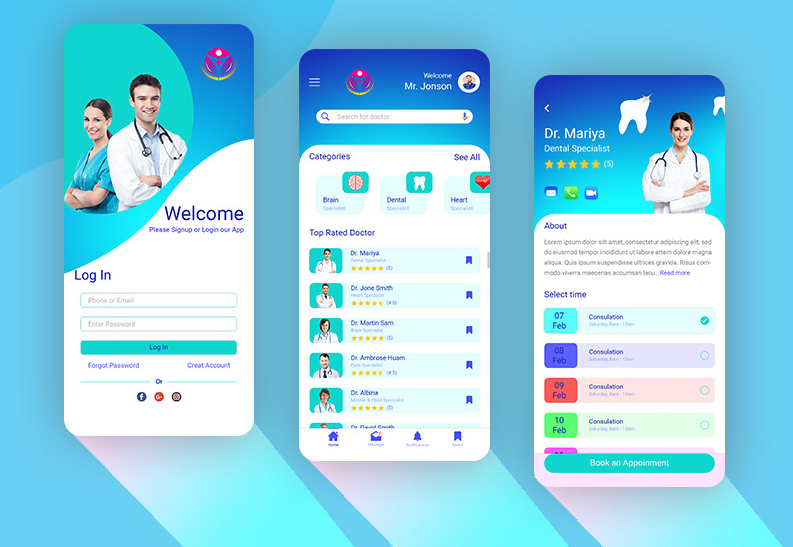 Welcome
Please Signup or Login our App
Log In
Phone or Email
Enter Password
Log In
Forgot Password
Creat Account
Or
Welcome
Mr. Jonson
Search for doctor
Categories
See All
Brain
Specialist
Dental
Specialist
Heart
Specialist
Top Rated Doctor
Dr. Mariya
Dental Specialist
(5)
Dr. Jone Smith
Heart Specialist
(4.5)
Dr. Martin Sam
Brain Specialist
(5)
Dr. Ambrose Huam
Eyes Specialist
(4.5)
Dr. Albina
Mother & Child Specialist
(5)
Dr. David Smith
Home
Message
Notifications
Dr. Mariya
Dental Specialist
(5)
About
Lorem ipsum dolor siit amet, consectetur adipiscing elit, sed
do eiusmod tempor incididunt ut labore ettern dolore magna
aliqua. Quis ipsum suspendisse ultrices gravida. Risus com-
modo viverra maecenas accumsan lacu...Read more
Select time
07
Feb
Consulation
Saturday, 8am - 10am
08
Feb
Consulation
Saturday, 8am - 10am
09
Feb
Consulation
Saturday, 8am - 10am
10
Feb
Consulation
Saturday, 8am - 10am
Book an Appoinment